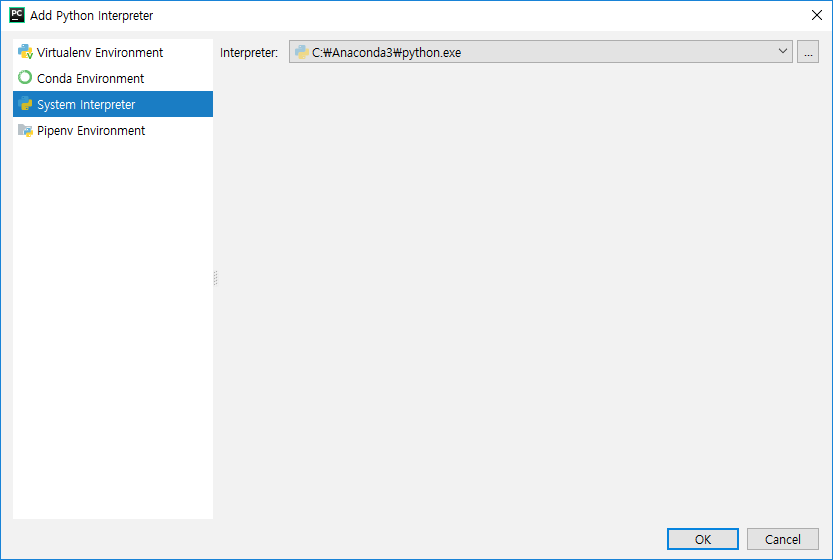 PC Add Python Interpreter
Virtualenv Environment
Conda Environment
System Interpreter
Pipenv Environment
Interpreter: C:₩Anaconda3₩python.exe ...
OK Cancel